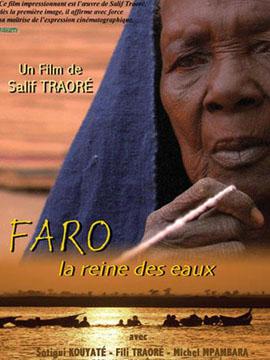 Ce film impressionnant est l'œuvre de Salif Traoré,
dès la première image, il affirme avec force
sa maîtrise de l'expression cinématographique.
Un Film de
Salif TRAORÉ
FARO
la reine des eaux
avec
Sotigui KOUYATÉ - Fili TRAORÉ - Michel MPAMBARA